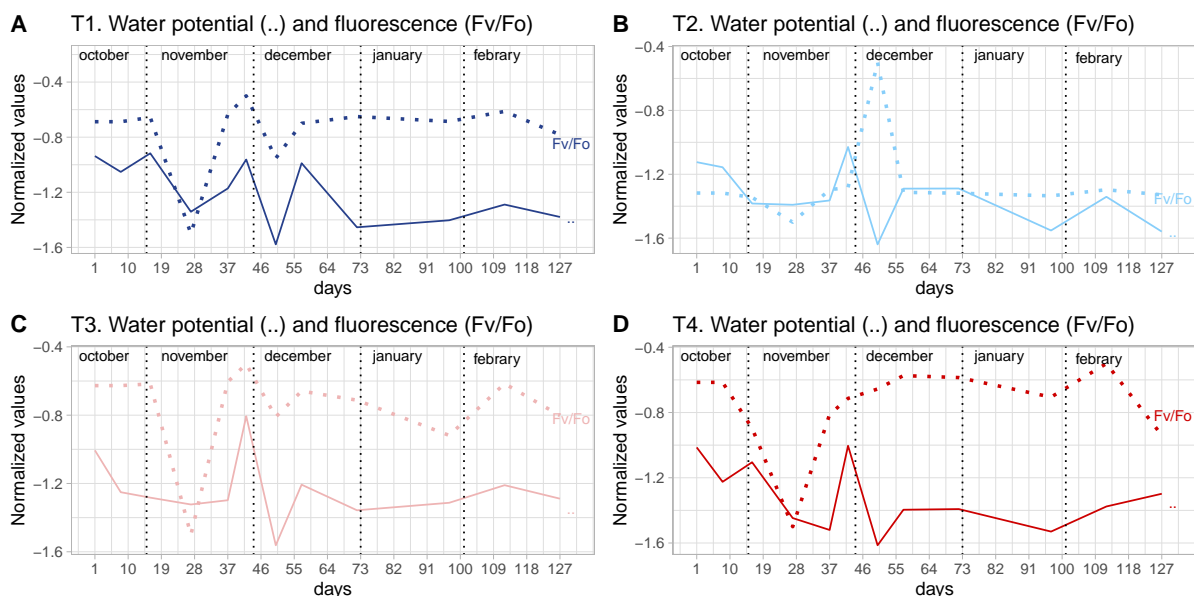 A T1. Water potential (..) and fluorescence (Fv/Fo)
october november december january febrary
−0.4
−0.8
−1.2
−1.6
Normalized values
Fv/Fo
..
1 10 19 28 37 46 55 64 73 82 91 100 109 118 127
days
B T2. Water potential (..) and fluorescence (Fv/Fo)
october november december january febrary
−0.4
−0.8
−1.2
−1.6
Normalized values
Fv/Fo
..
1 10 19 28 37 46 55 64 73 82 91 100 109 118 127
days
C T3. Water potential (..) and fluorescence (Fv/Fo)
october november december january febrary
−0.4
−0.8
−1.2
−1.6
Normalized values
Fv/Fo
..
1 10 19 28 37 46 55 64 73 82 91 100 109 118 127
days
D T4. Water potential (..) and fluorescence (Fv/Fo)
october november december january febrary
−0.4
−0.8
−1.2
−1.6
Normalized values
Fv/Fo
..
1 10 19 28 37 46 55 64 73 82 91 100 109 118 127
days